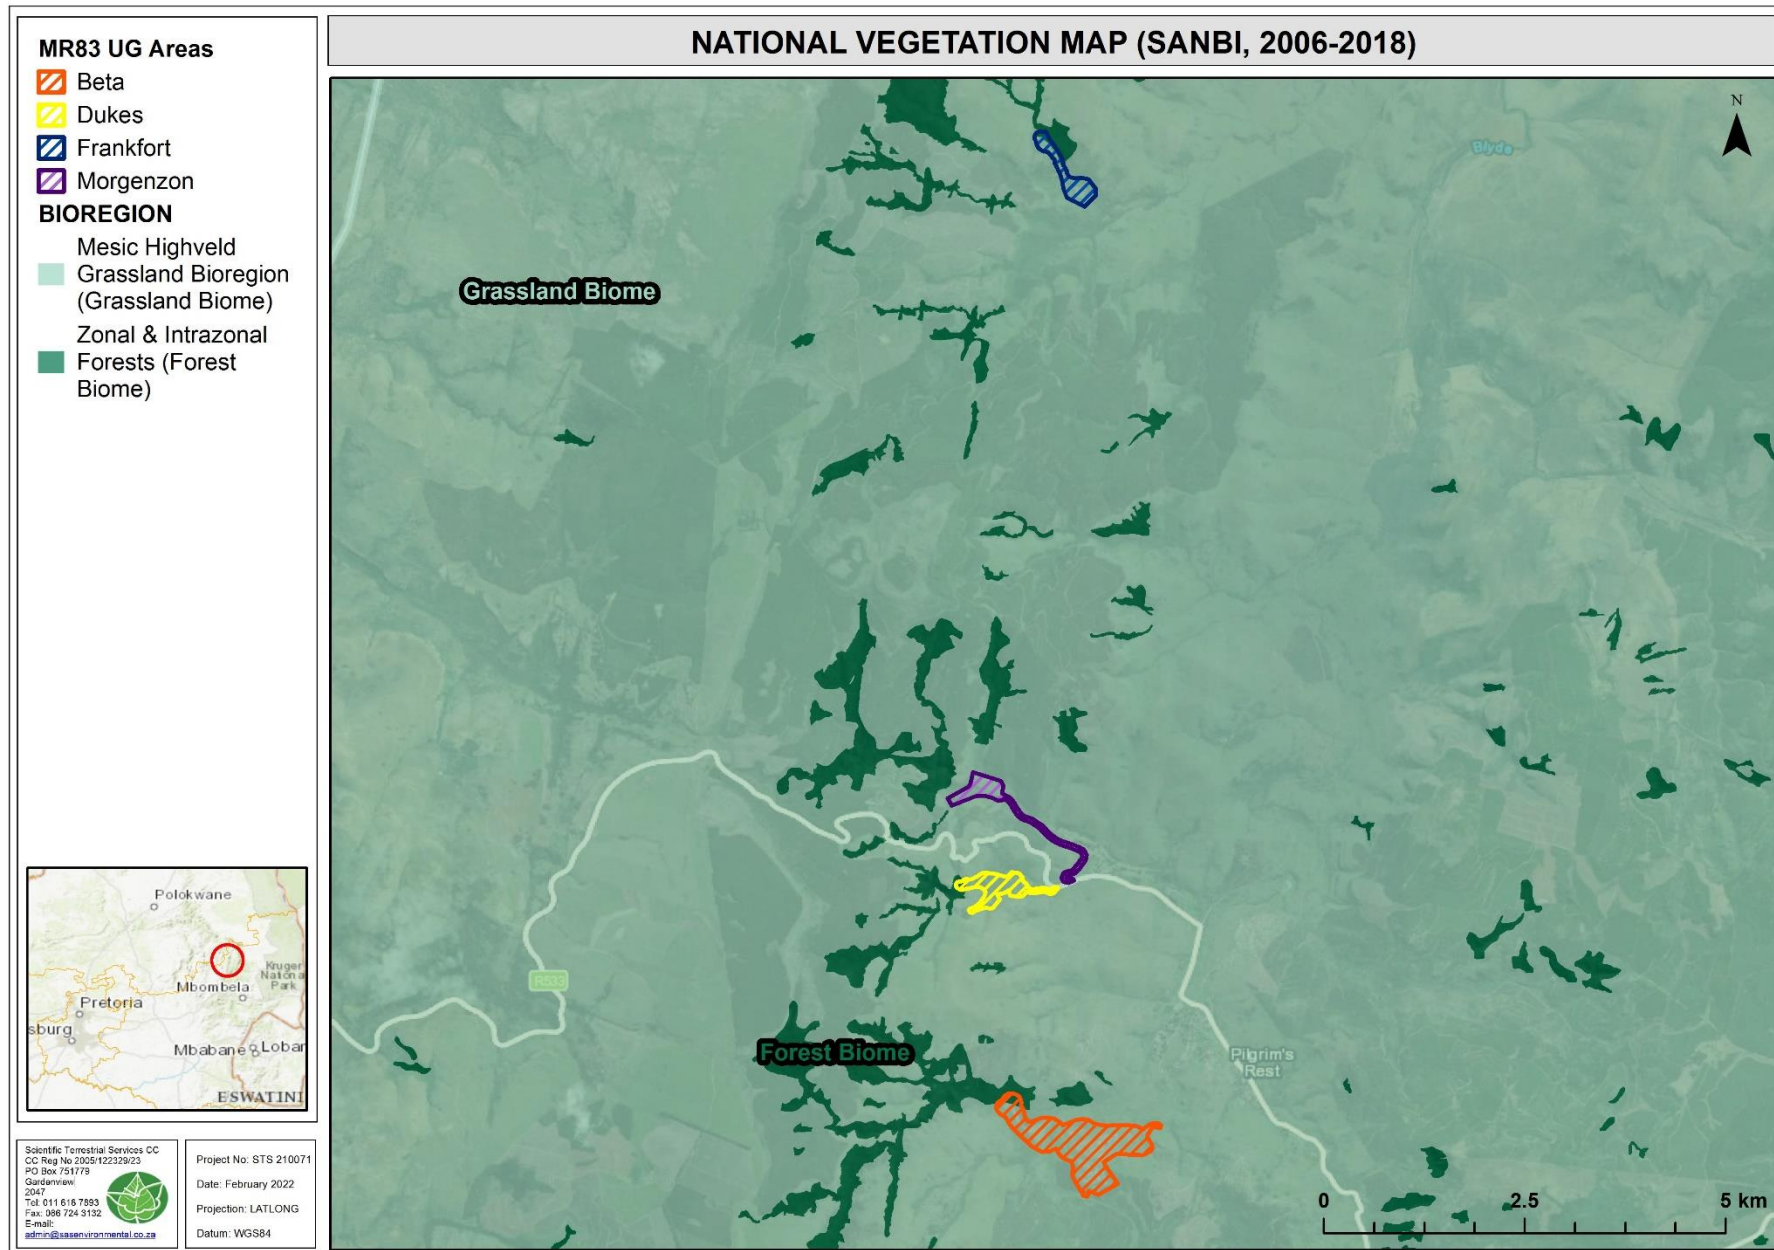 NATIONAL VEGETATION MAP (SANBI, 2006-2018)
MR83 UG Areas
Beta
Dukes
Frankfort
Morgenzon
BIOREGION
Mesic Highveld
Grassland Bioregion
(Grassland Biome)
Zonal & Intrazonal
Forests (Forest
Biome)
N
Blyde
Grassland Biome
R533
Forest Biome
Pilgrim's
Rest
0 2.5 5 km
Polokwane
Kruger
Nationa
Park
Mbombela
Pretoria
sburg
Mbabane
Lobar
ESWATINI
Scientific Terrestrial Services CC
CC Reg No 2005/122329/23
PO Box 751779
Gardenview
2047
Tel: 011 616 7893
Fax: 086 724 3132
E-mail:
admin@sasenvironmental.co.za
Project No: STS 210071
Date: February 2022
Projection: LATLONG
Datum: WGS84